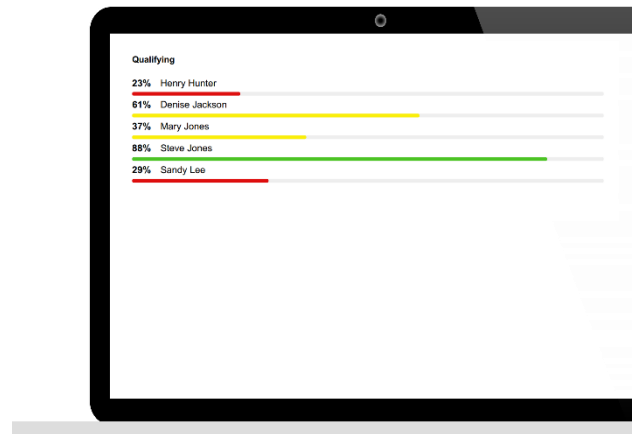 Qualifying
23% Henry Hunter
61% Denise Jackson
37% Mary Jones
88% Steve Jones
29% Sandy Lee